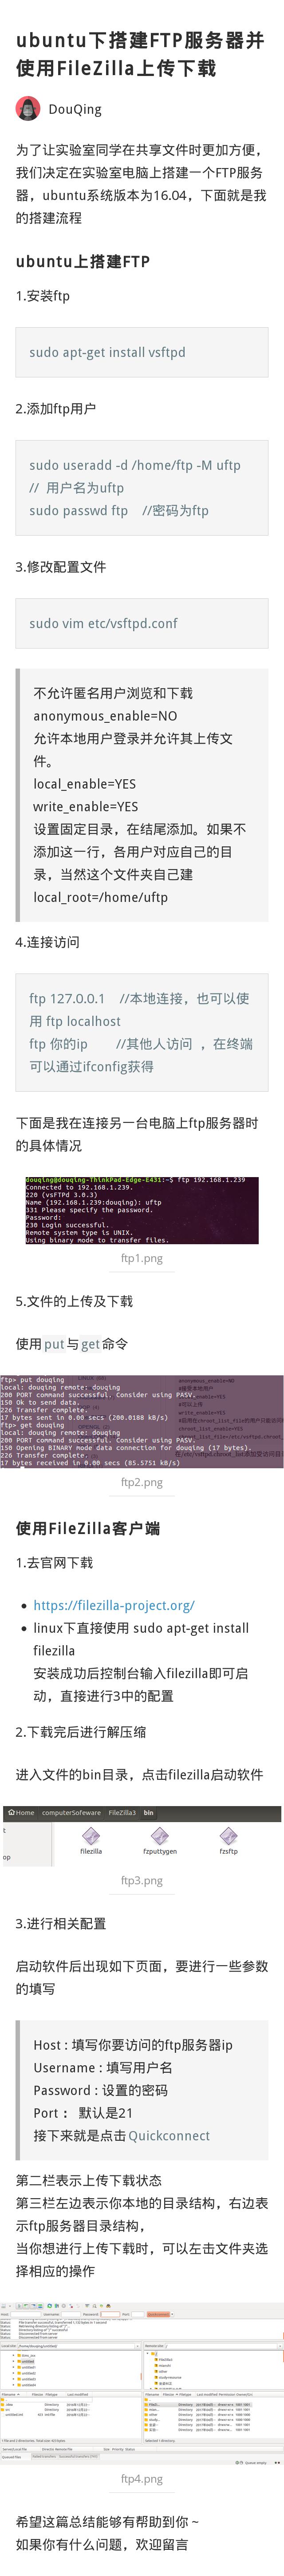 ubuntu下搭建FTP服务器并
使用FileZilla上传下载
DouQing
为了让实验室同学在共享文件时更加方便，
我们决定在实验室电脑上搭建一个FTP服务
器，ubuntu系统版本为16.04，下面就是我
的搭建流程
ubuntu上搭建FTP
1.安装ftp
sudo apt-get install vsftpd
2.添加ftp用户
sudo useradd -d /home/ftp -M uftp
// 用户名为uftp
sudo passwd ftp //密码为ftp
3.修改配置文件
sudo vim etc/vsftpd.conf
不允许匿名用户浏览和下载
anonymous_enable=NO
允许本地用户登录并允许其上传文
件。
local_enable=YES
write_enable=YES
设置固定目录，在结尾添加。如果不
添加这一行，各用户对应自己的目
录，当然这个文件夹自己建
local_root=/home/uftp
4.连接访问
ftp 127.0.0.1 //本地连接，也可以使
用 ftp localhost
ftp 你的ip //其他人访问 ，在终端
可以通过ifconfig获得
下面是我在连接另一台电脑上ftp服务器时
的具体情况
douqing@douqing-ThinkPad-Edge-E431:~$ ftp 192.168.1.239
Connected to 192.168.1.239.
220 (vsFTPd 3.0.3)
Name (192.168.1.239:douqing): uftp
331 Please specify the password.
Password:
230 Login successful.
Remote system type is UNIX.
Using binary mode to transfer files.
ftp1.png
5.文件的上传及下载
使用put与get命令
ftp> put douqing
local: douqing remote: douqing
200 PORT command successful. Consider using PASV.
150 Ok to send data.
226 Transfer complete.
17 bytes sent in 0.00 secs (200.0188 kB/s)
ftp> get douqing
local: douqing remote: douqing
200 PORT command successful. Consider using PASV.
150 Opening BINARY mode data connection for douqing (17 bytes).
226 Transfer complete.
17 bytes received in 0.00 secs (85.5751 kB/s)
anonymous_enable=NO
ftp2.png
使用FileZilla客户端
1.去官网下载
https://filezilla-project.org/
linux下直接使用 sudo apt-get install
filezilla
安装成功后控制台输入filezilla即可启
动，直接进行3中的配置
2.下载完后进行解压缩
进入文件的bin目录，点击filezilla启动软件
Home computerSofeware FileZilla3 bin
t
op
filezilla fzputtygen fzsftp
ftp3.png
3.进行相关配置
启动软件后出现如下页面，要进行一些参数
的填写
Host : 填写你要访问的ftp服务器ip
Username : 填写用户名
Password : 设置的密码
Port ： 默认是21
接下来就是点击Quickconnect
第二栏表示上传下载状态
第三栏左边表示你本地的目录结构，右边表
示ftp服务器目录结构，
当你想进行上传下载时，可以左击文件夹选
择相应的操作
ftp4.png
希望这篇总结能够有帮助到你 ~
如果你有什么问题，欢迎留言